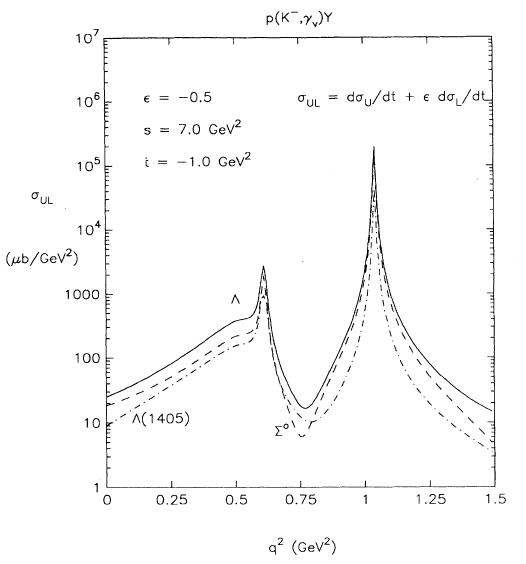 p(K⁻,γᵥ)Y
10⁷
10⁶
10⁵
10⁴
1000
100
10
1
σ_UL
(μb/GeV²)
ϵ = −0.5
s = 7.0 GeV²
t = −1.0 GeV²
σ_UL = dσ_U/dt + ϵ dσ_L/dt
Λ
Λ(1405)
Σ⁰
0 0.25 0.5 0.75 1 1.25 1.5
q² (GeV²)